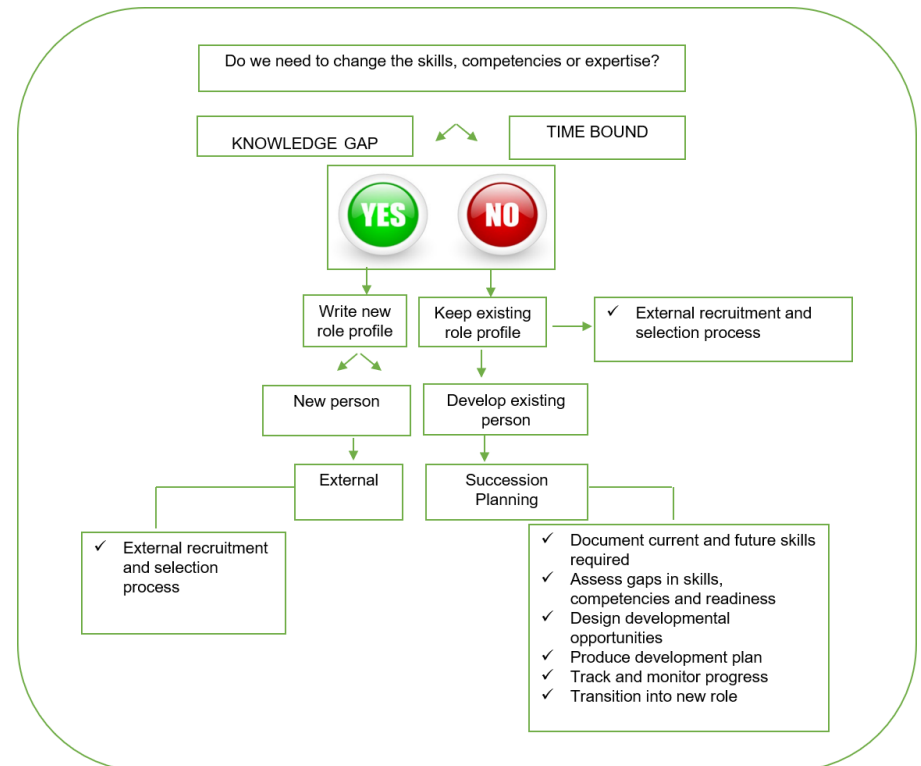 Do we need to change the skills, competencies or expertise?
KNOWLEDGE GAP
TIME BOUND
YES
NO
Write new
role profile
Keep existing
role profile
✓ External recruitment and
selection process
New person
Develop existing
person
External
Succession
Planning
✓ External recruitment
and selection
process
✓ Document current and future skills
required
✓ Assess gaps in skills,
competencies and readiness
✓ Design developmental
opportunities
✓ Produce development plan
✓ Track and monitor progress
✓ Transition into new role